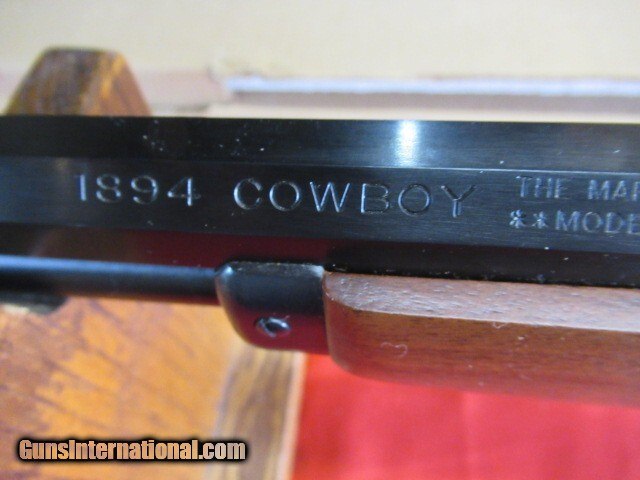 1894 COWBOY
THE MAR
**MODE
GunsInternational.com